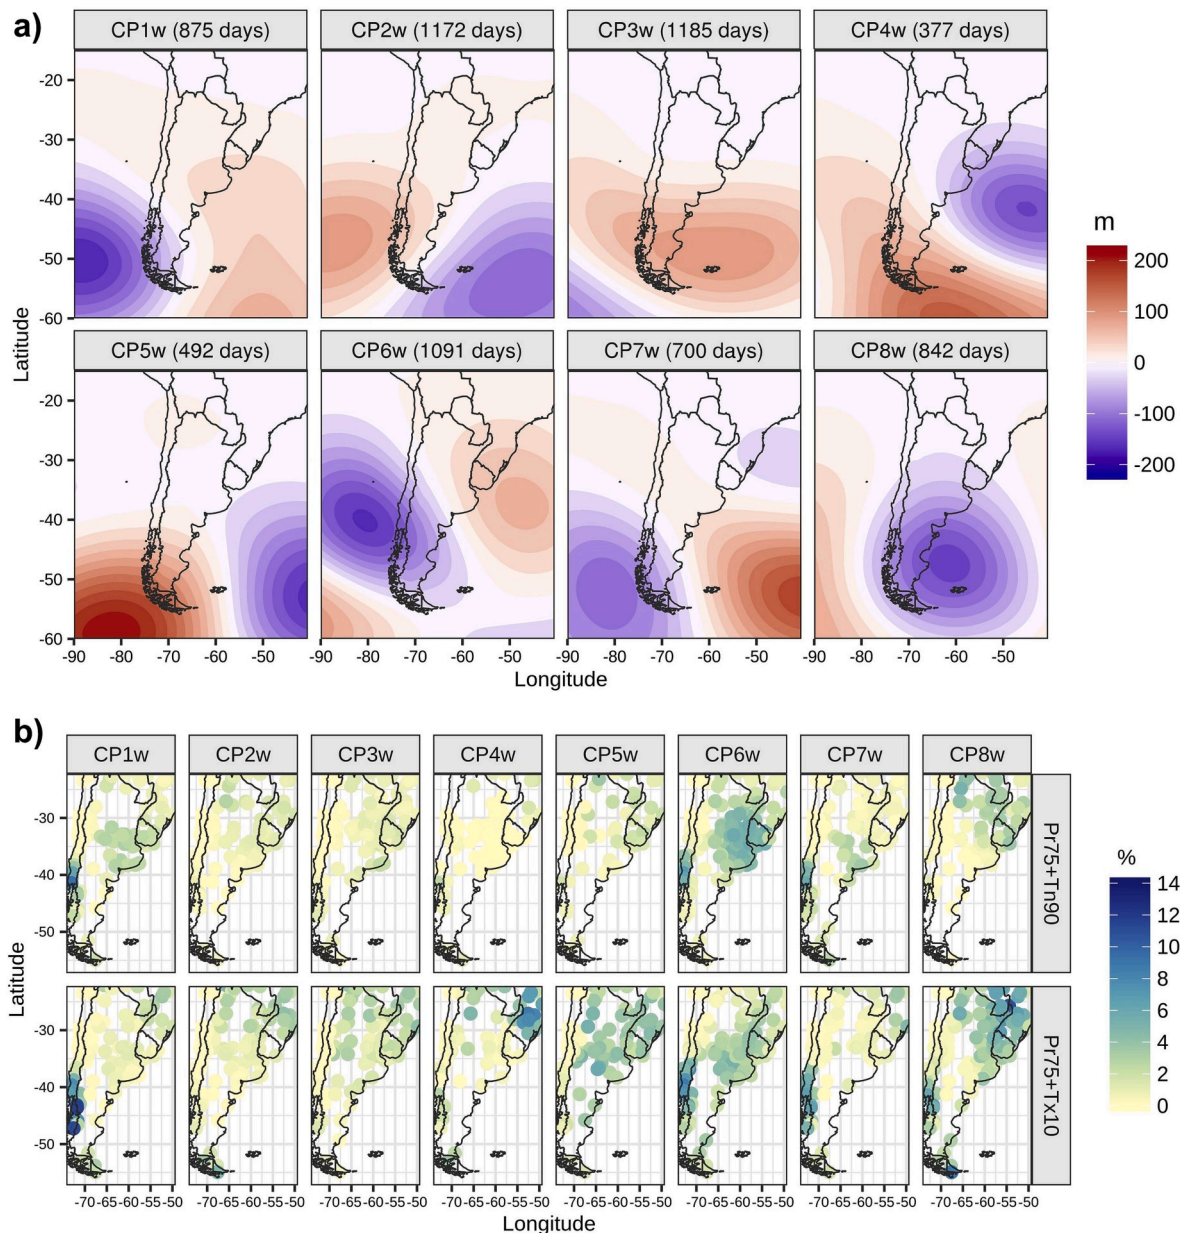 a)
CP1w (875 days) CP2w (1172 days) CP3w (1185 days) CP4w (377 days)
-20
-30
-40
-50
-60
Latitude
m
200
100
0
-100
-200
CP5w (492 days) CP6w (1091 days) CP7w (700 days) CP8w (842 days)
-20
-30
-40
-50
-60
-90 -80 -70 -60 -50 -90 -80 -70 -60 -50 -90 -80 -70 -60 -50 -90 -80 -70 -60 -50
Longitude
b)
CP1w CP2w CP3w CP4w CP5w CP6w CP7w CP8w
-30
-40
-50
Pr75+Tn90
Latitude
%
14
12
10
8
6
4
2
0
-30
-40
-50
Pr75+Tx10
-70-65-60-55-50 -70-65-60-55-50 -70-65-60-55-50 -70-65-60-55-50 -70-65-60-55-50 -70-65-60-55-50 -70-65-60-55-50 -70-65-60-55-50
Longitude